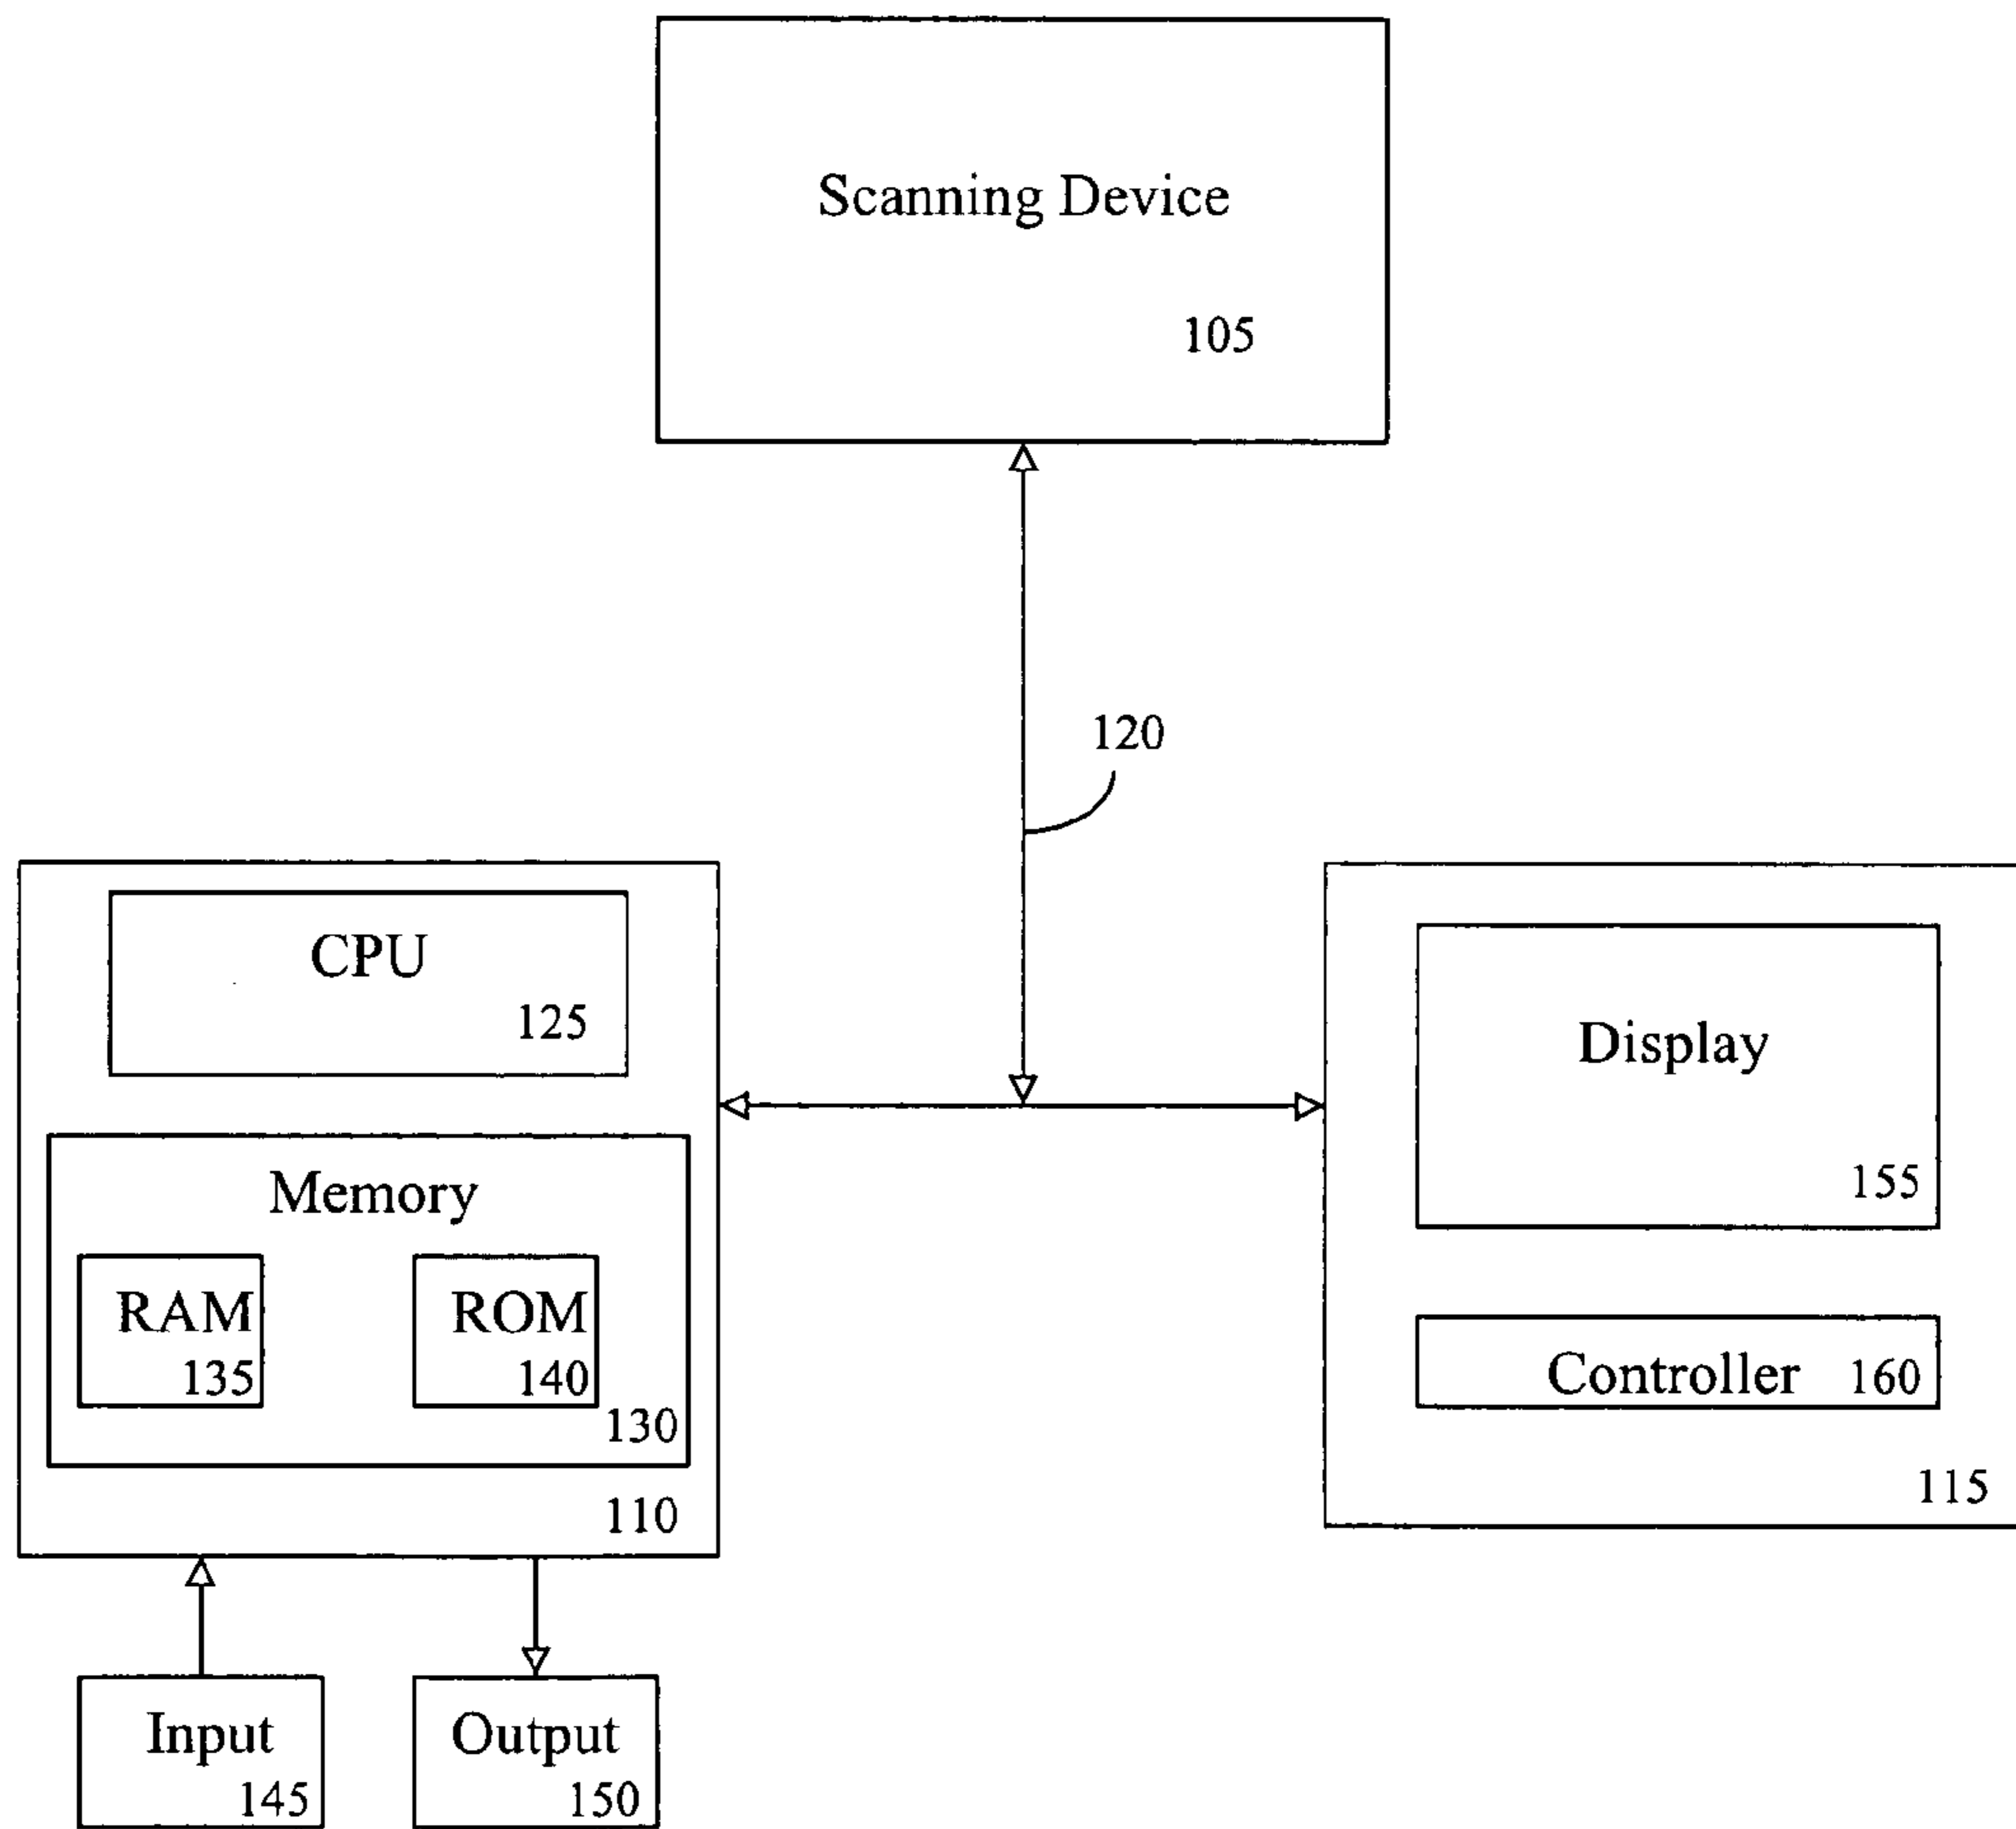 Scanning Device
105
120
CPU
125
Memory
RAM
135
ROM
140
130
110
Display
155
Controller 160
115
Input
145
Output
150